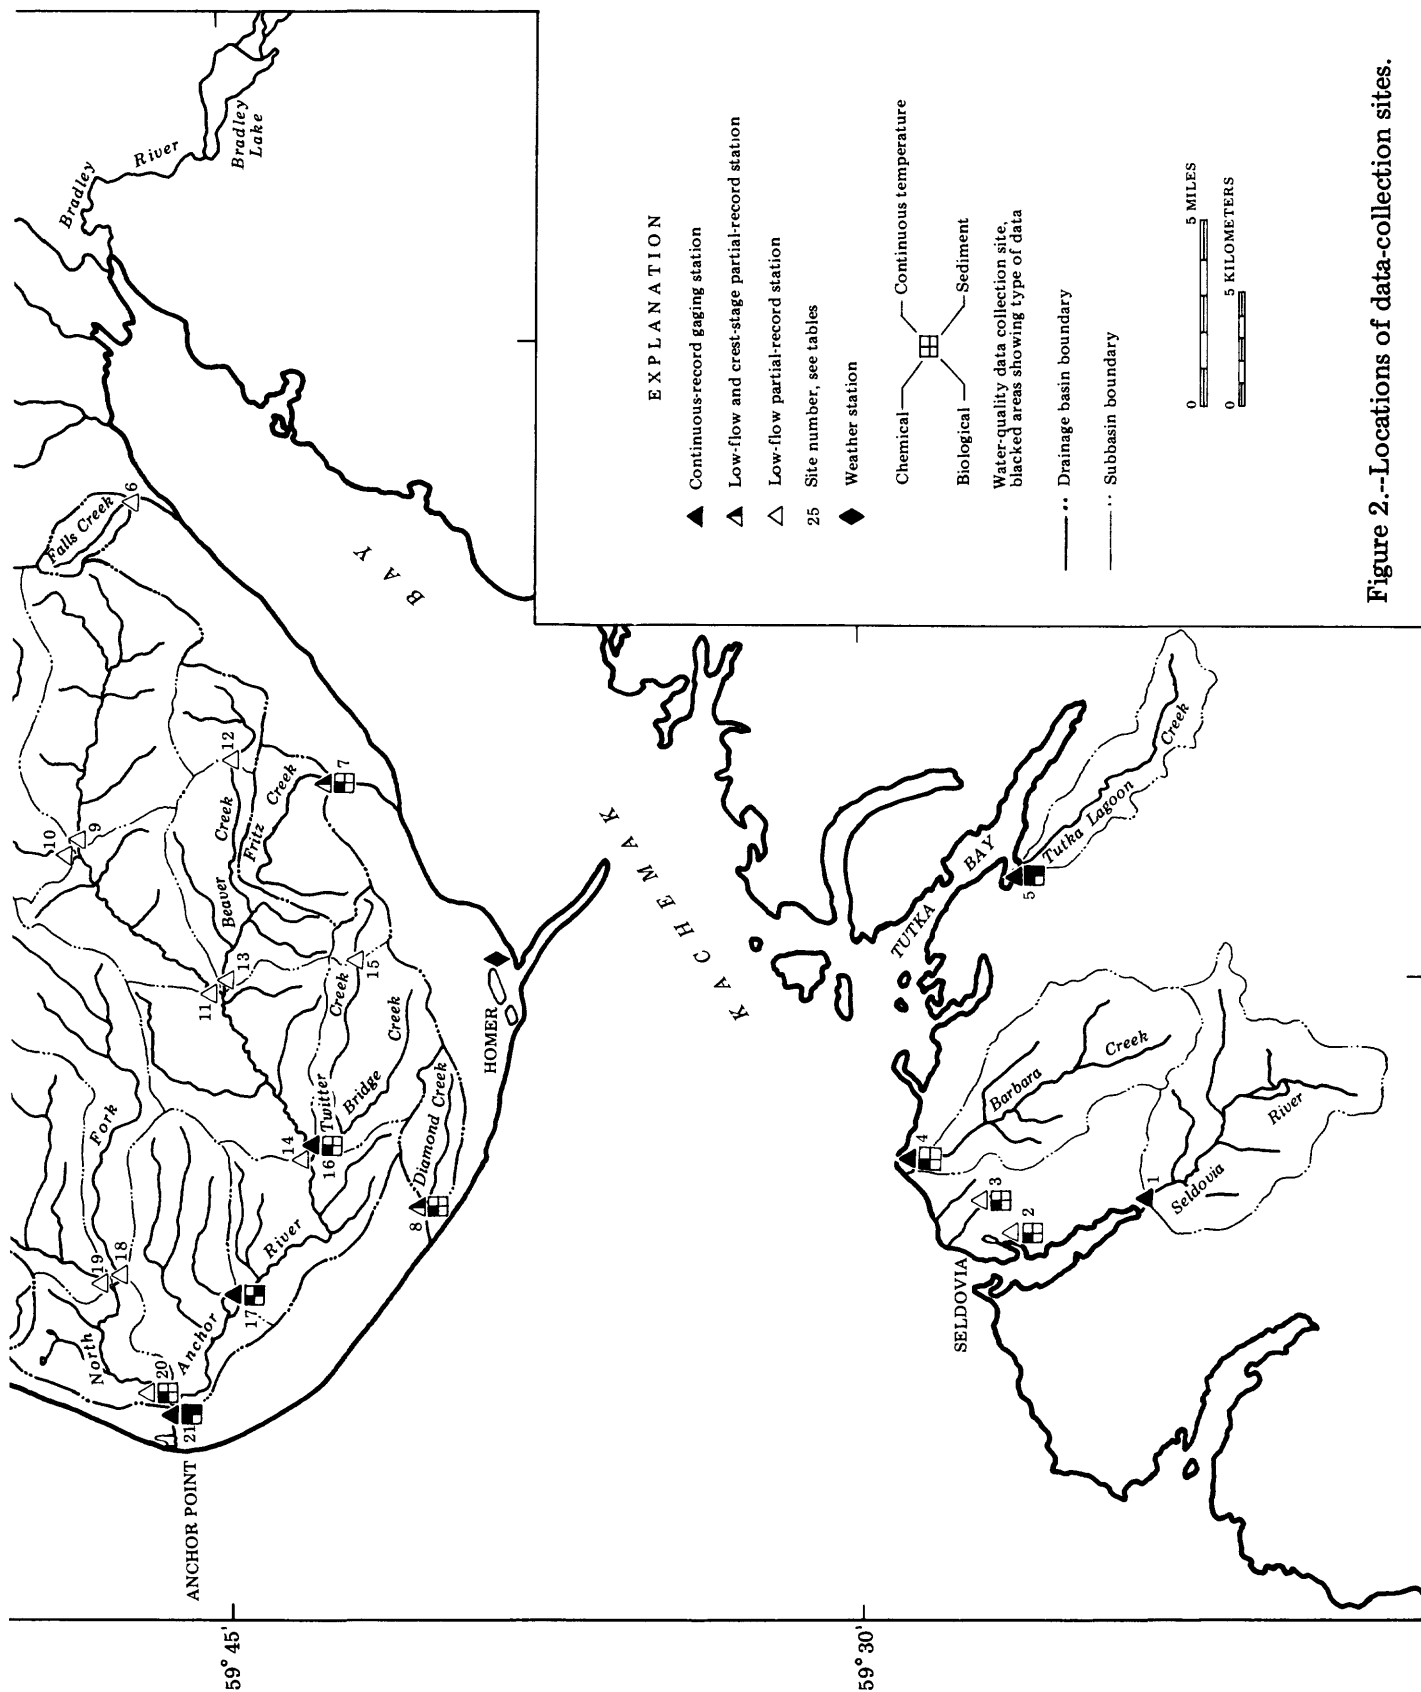 Bradley
River
Bradley
Lake
Falls Creek
6
BAY
10
9
12
Beaver
Creek
Fritz
Creek
7
11
13
15
Creek
Twitter
Bridge
Creek
14
16
Diamond Creek
8
HOMER
Fork
19
18
North
River
Anchor
17
20
21
ANCHOR POINT
KACHEMAK
TUTKA
BAY
5
Tutka Lagoon
Creek
Barbara
Creek
4
3
2
1
Seldovia
River
SELDOVIA
59° 45'
59° 30'
EXPLANATION
Continuous-record gaging station
Low-flow and crest-stage partial-record station
Low-flow partial-record station
25 Site number, see tables
Weather station
Chemical
Continuous temperature
Biological
Sediment
Water-quality data collection site,
blacked areas showing type of data
Drainage basin boundary
Subbasin boundary
0 5 MILES
0 5 KILOMETERS
Figure 2.--Locations of data-collection sites.